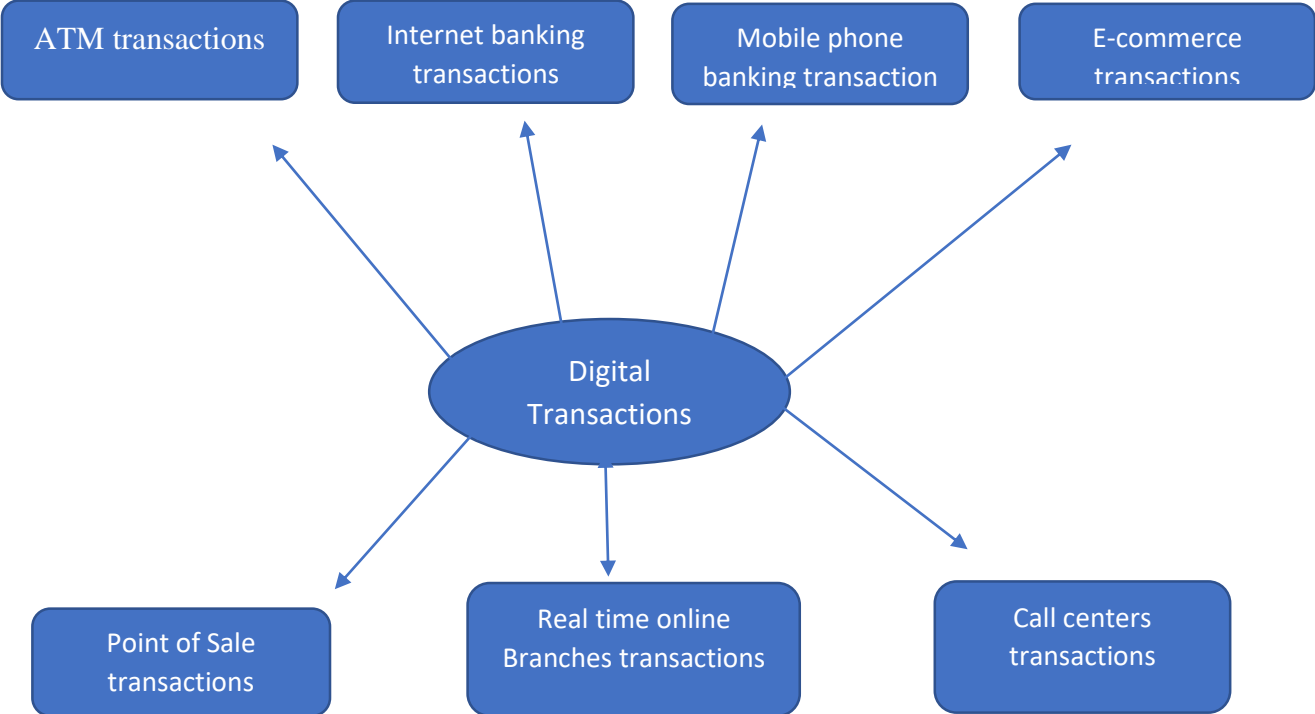 ATM transactions
Internet banking
transactions
Mobile phone
banking transaction
E-commerce
transactions
Digital
Transactions
Point of Sale
transactions
Real time online
Branches transactions
Call centers
transactions